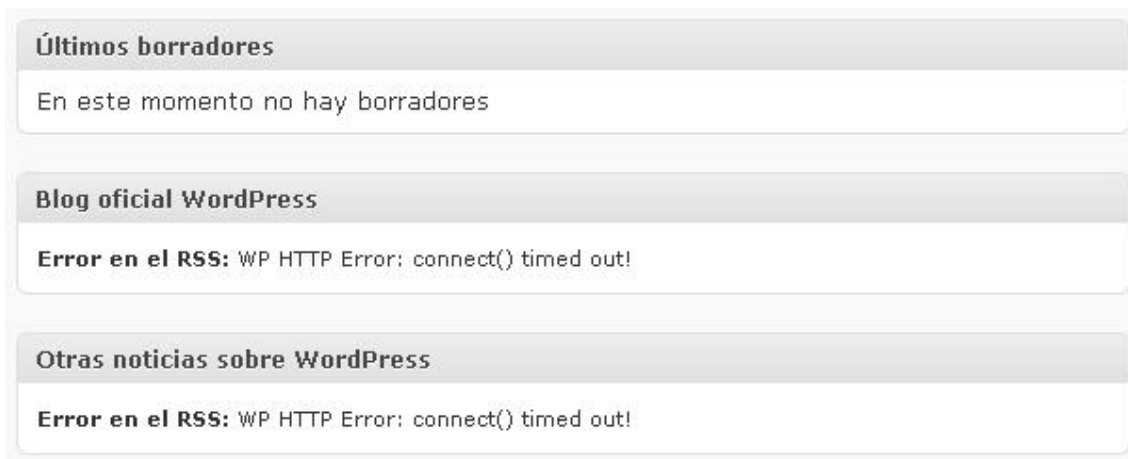 Últimos borradores
En este momento no hay borradores
Blog oficial WordPress
Error en el RSS: WP HTTP Error: connect() timed out!
Otras noticias sobre WordPress
Error en el RSS: WP HTTP Error: connect() timed out!